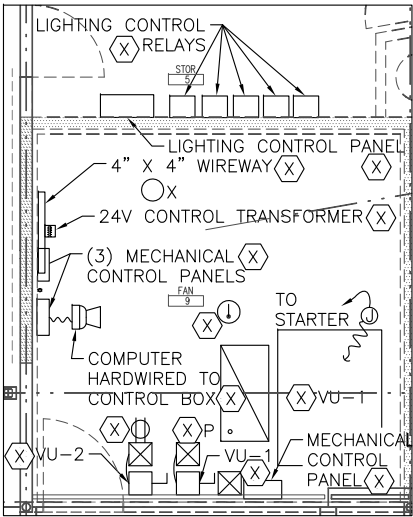 LIGHTING CONTROL
X RELAYS
STOR
5
LIGHTING CONTROL PANEL
X
4" X 4" WIREWAY X
X
24V CONTROL TRANSFORMER X
(3) MECHANICAL X
CONTROL PANELS
FAN
9
X
TO
STARTER
J
COMPUTER
HARDWIRED TO
CONTROL BOX X
X VU-1
X
X P
X VU-2
VU-1
X
MECHANICAL
CONTROL
PANEL X